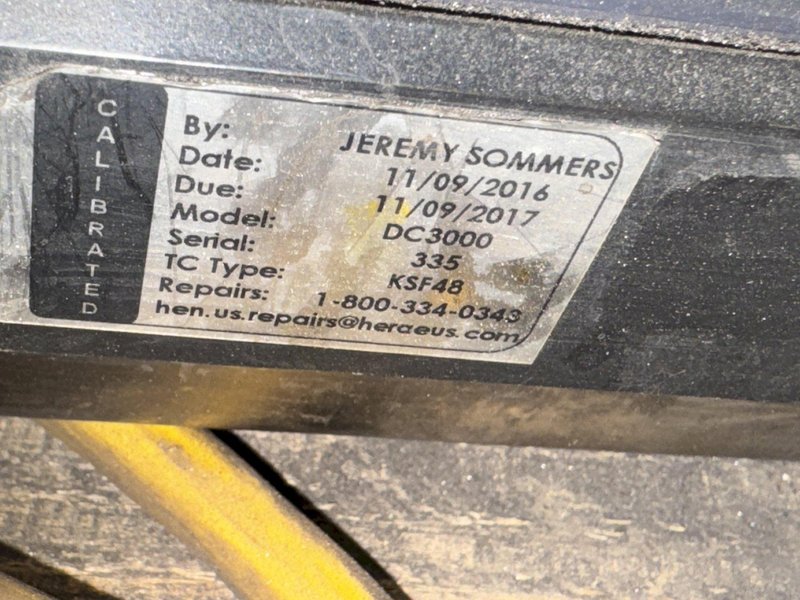 CALIBRATED
By: JEREMY SOMMERS
Date: 11/09/2016
Due: 11/09/2017
Model: DC3000
Serial: 335
TC Type: KSF48
Repairs: 1-800-334-0343
hen.us.repairs@heraeus.com